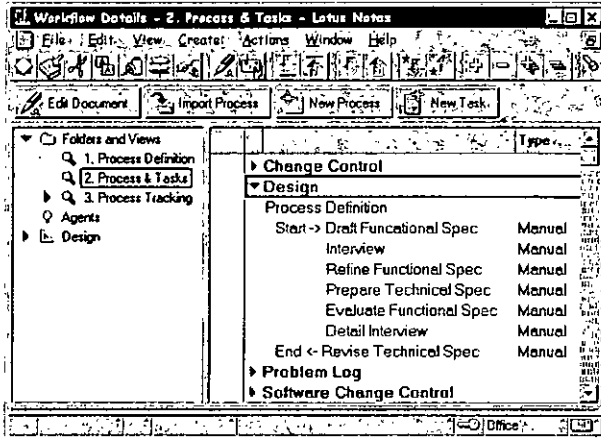 Workflow Details - 2. Process & Tasks - Lotus Notes
File Edit View Create Actions Window Help
Edit Document Import Process New Process New Task
Folders and Views
1. Process Definition
2. Process & Tasks
3. Process Tracking
Agents
Design
Type
Change Control
Design
Process Definition
Start -> Draft Funcational Spec Manual
Interview Manual
Refine Functional Spec Manual
Prepare Technical Spec Manual
Evaluate Functional Spec Manual
Detail Interview Manual
End <- Revise Technical Spec Manual
Problem Log
Software Change Control
Office